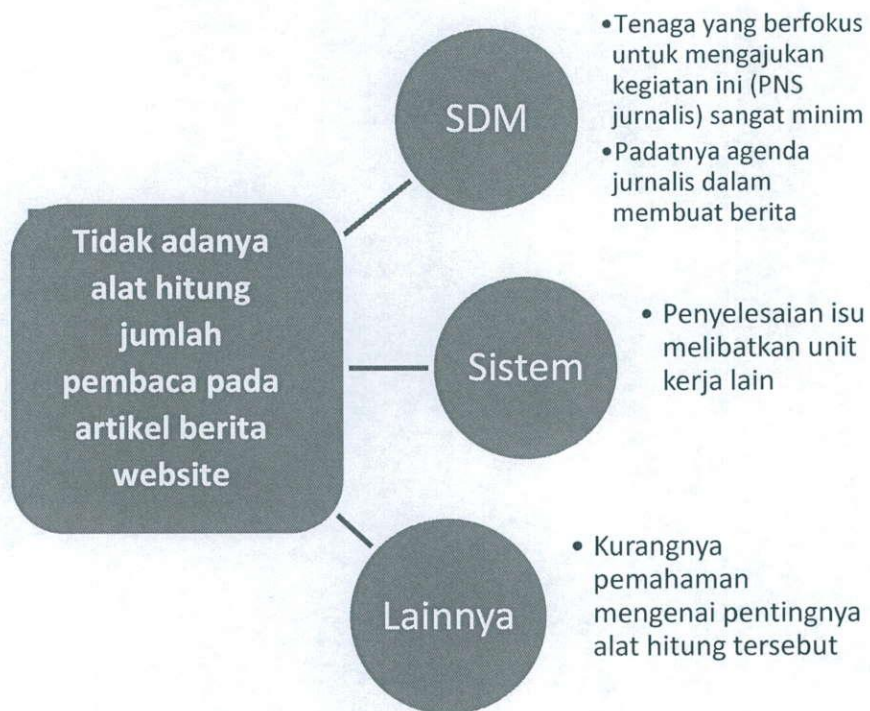 Tidak adanya
alat hitung
jumlah
pembaca pada
artikel berita
website
SDM
•Tenaga yang berfokus
untuk mengajukan
kegiatan ini (PNS
jurnalis) sangat minim
•Padatnya agenda
jurnalis dalam
membuat berita
Sistem
• Penyelesaian isu
melibatkan unit
kerja lain
Lainnya
• Kurangnya
pemahaman
mengenai pentingnya
alat hitung tersebut